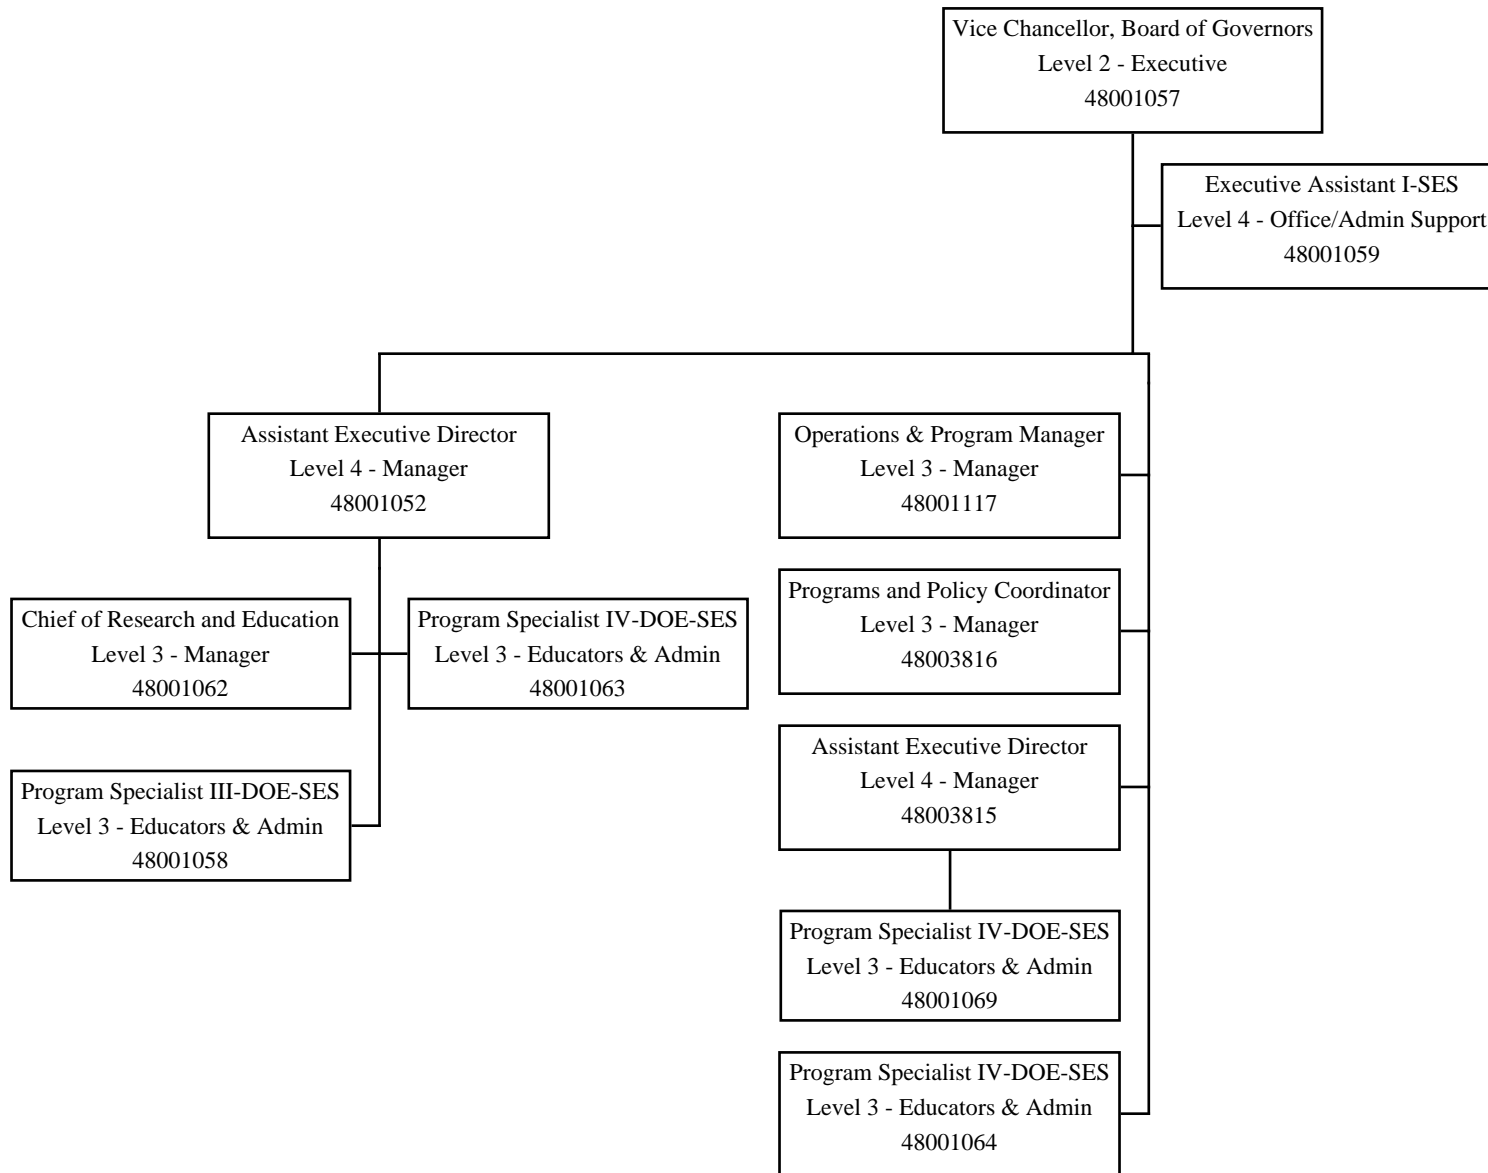 Vice Chancellor, Board of Governors
Level 2 - Executive
48001057
Executive Assistant I-SES
Level 4 - Office/Admin Support
48001059
Assistant Executive Director
Level 4 - Manager
48001052
Chief of Research and Education
Level 3 - Manager
48001062
Program Specialist IV-DOE-SES
Level 3 - Educators & Admin
48001063
Program Specialist III-DOE-SES
Level 3 - Educators & Admin
48001058
Operations & Program Manager
Level 3 - Manager
48001117
Programs and Policy Coordinator
Level 3 - Manager
48003816
Assistant Executive Director
Level 4 - Manager
48003815
Program Specialist IV-DOE-SES
Level 3 - Educators & Admin
48001069
Program Specialist IV-DOE-SES
Level 3 - Educators & Admin
48001064